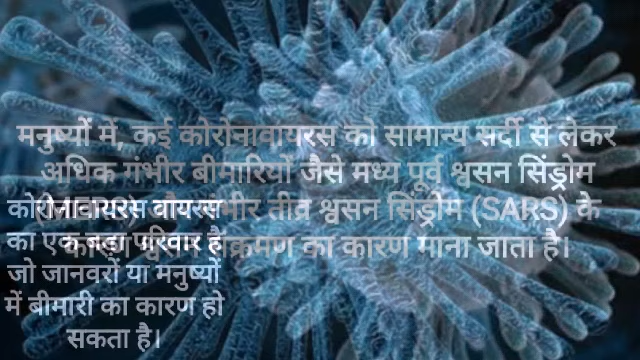 मनुष्यों में, कई कोरोनावायरस को सामान्य सर्दी से लेकर
अधिक गंभीर बीमारियों जैसे मध्य पूर्व श्वसन सिंड्रोम
तीव्र श्वसन सिंड्रोम (SARS) के
श्वसन संक्रमण का कारण माना जाता है।
कोरोनावायरस वायरस
का एक बड़ा परिवार है
जो जानवरों या मनुष्यों
में बीमारी का कारण हो
सकता है।